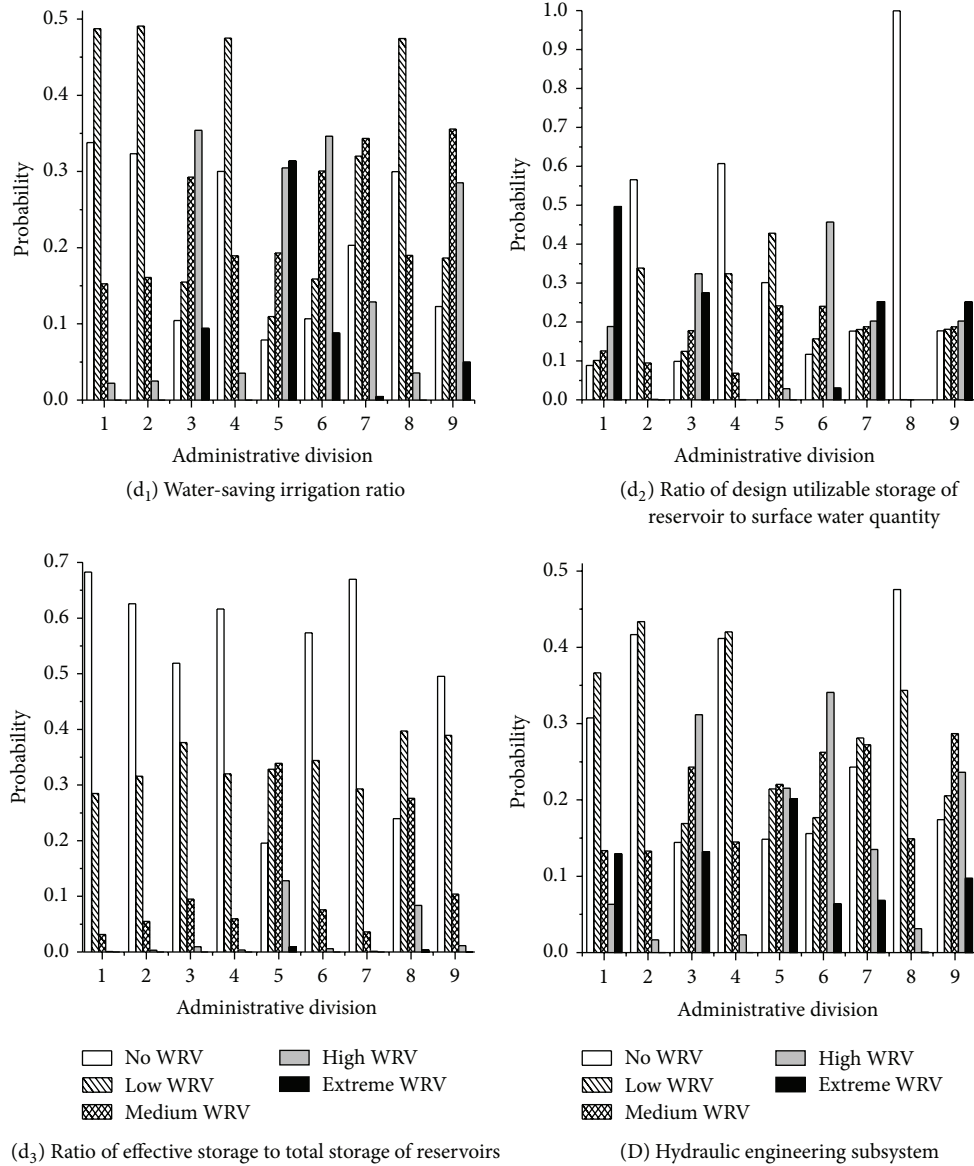 0.5
0.4
0.3
0.2
0.1
0.0
Probability
1 2 3 4 5 6 7 8 9
Administrative division
(d1) Water-saving irrigation ratio
1.0
0.9
0.8
0.7
0.6
0.5
0.4
0.3
0.2
0.1
0.0
Probability
1 2 3 4 5 6 7 8 9
Administrative division
(d2) Ratio of design utilizable storage of
reservoir to surface water quantity
0.7
0.6
0.5
0.4
0.3
0.2
0.1
0.0
Probability
1 2 3 4 5 6 7 8 9
Administrative division
No WRV
Low WRV
Medium WRV
High WRV
Extreme WRV
(d3) Ratio of effective storage to total storage of reservoirs
0.5
0.4
0.3
0.2
0.1
0.0
Probability
1 2 3 4 5 6 7 8 9
Administrative division
No WRV
Low WRV
Medium WRV
High WRV
Extreme WRV
(D) Hydraulic engineering subsystem